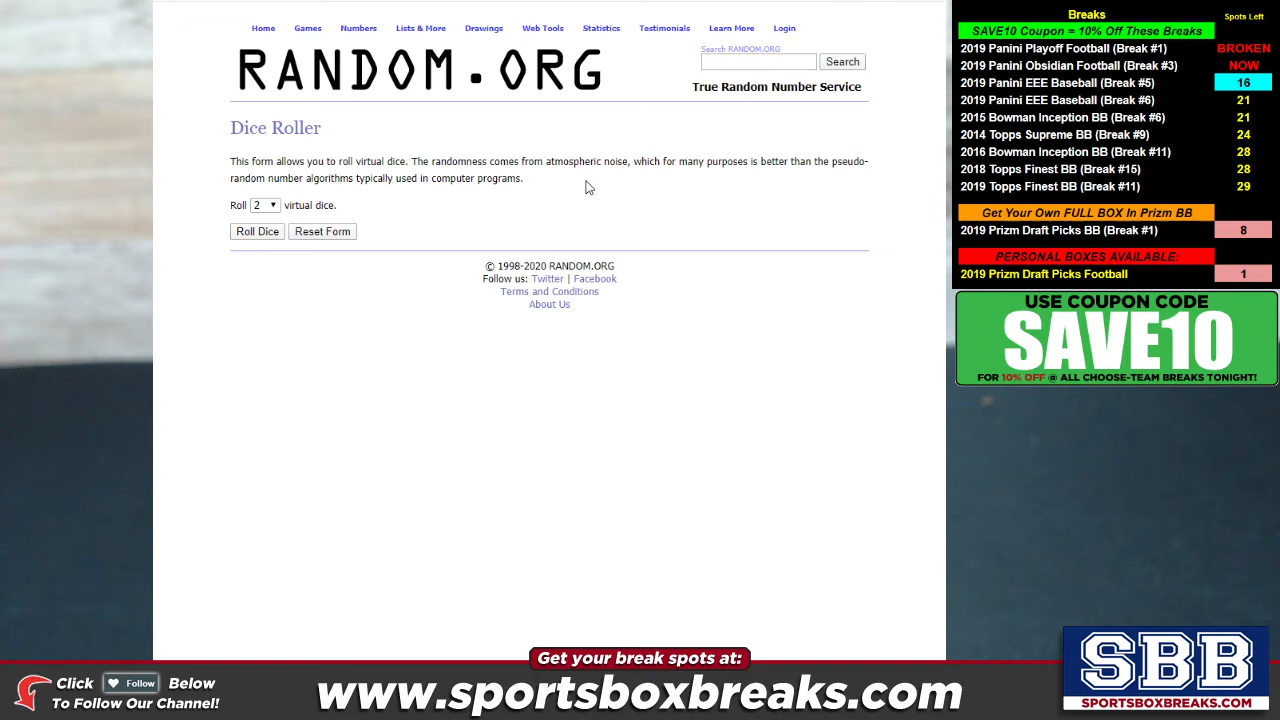 Home Games Numbers Lists & More Drawings Web Tools Statistics Testimonials Learn More Login
RANDOM.ORG
Search RANDOM.ORG
Search
True Random Number Service
Dice Roller
This form allows you to roll virtual dice. The randomness comes from atmospheric noise, which for many purposes is better than the pseudo-
random number algorithms typically used in computer programs.
Roll 2 virtual dice.
Roll Dice Reset Form
© 1998-2020 RANDOM.ORG
Follow us: Twitter | Facebook
Terms and Conditions
About Us
Breaks Spots Left
SAVE10 Coupon = 10% Off These Breaks
2019 Panini Playoff Football (Break #1) BROKEN
2019 Panini Obsidian Football (Break #3) NOW
2019 Panini EEE Baseball (Break #5) 16
2019 Panini EEE Baseball (Break #6) 21
2015 Bowman Inception BB (Break #6) 21
2014 Topps Supreme BB (Break #9) 24
2016 Bowman Inception BB (Break #11) 28
2018 Topps Finest BB (Break #15) 28
2019 Topps Finest BB (Break #11) 29
Get Your Own FULL BOX In Prizm BB
2019 Prizm Draft Picks BB (Break #1) 8
PERSONAL BOXES AVAILABLE:
2019 Prizm Draft Picks Football 1
USE COUPON CODE
SAVE10
FOR 10% OFF @ ALL CHOOSE-TEAM BREAKS TONIGHT!
Get your break spots at:
Click Follow Below
To Follow Our Channel!
www.sportsboxbreaks.com
SBB
SPORTSBOXBREAKS.COM